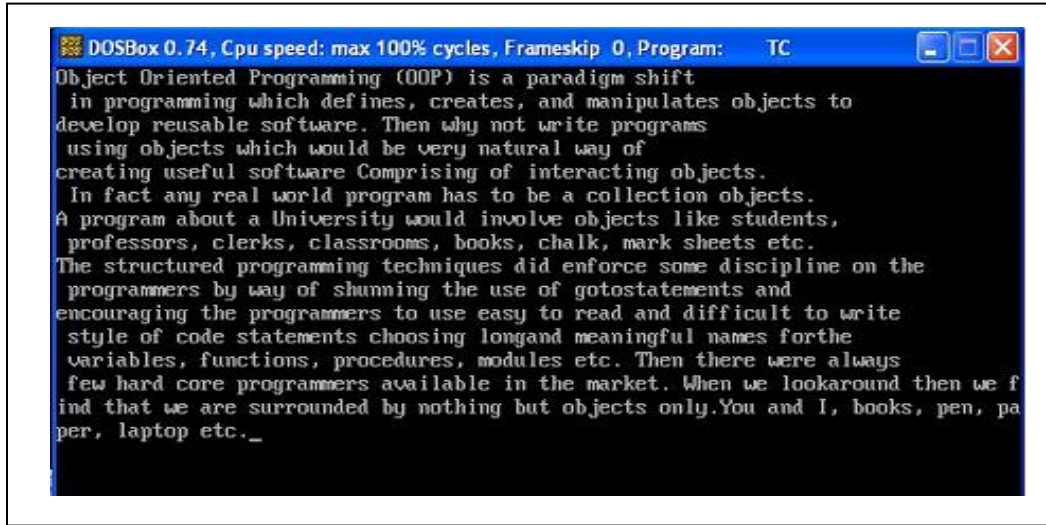 DOSBox 0.74, Cpu speed: max 100% cycles, Frameskip 0, Program: TC
Object Oriented Programming (OOP) is a paradigm shift
in programming which defines, creates, and manipulates objects to
develop reusable software. Then why not write programs
using objects which would be very natural way of
creating useful software Comprising of interacting objects.
In fact any real world program has to be a collection objects.
A program about a University would involve objects like students,
professors, clerks, classrooms, books, chalk, mark sheets etc.
The structured programming techniques did enforce some discipline on the
programmers by way of shunning the use of gotostatements and
encouraging the programmers to use easy to read and difficult to write
style of code statements choosing longand meaningful names forthe
variables, functions, procedures, modules etc. Then there were always
few hard core programmers available in the market. When we lookaround then we f
ind that we are surrounded by nothing but objects only.You and I, books, pen, pa
per, laptop etc._